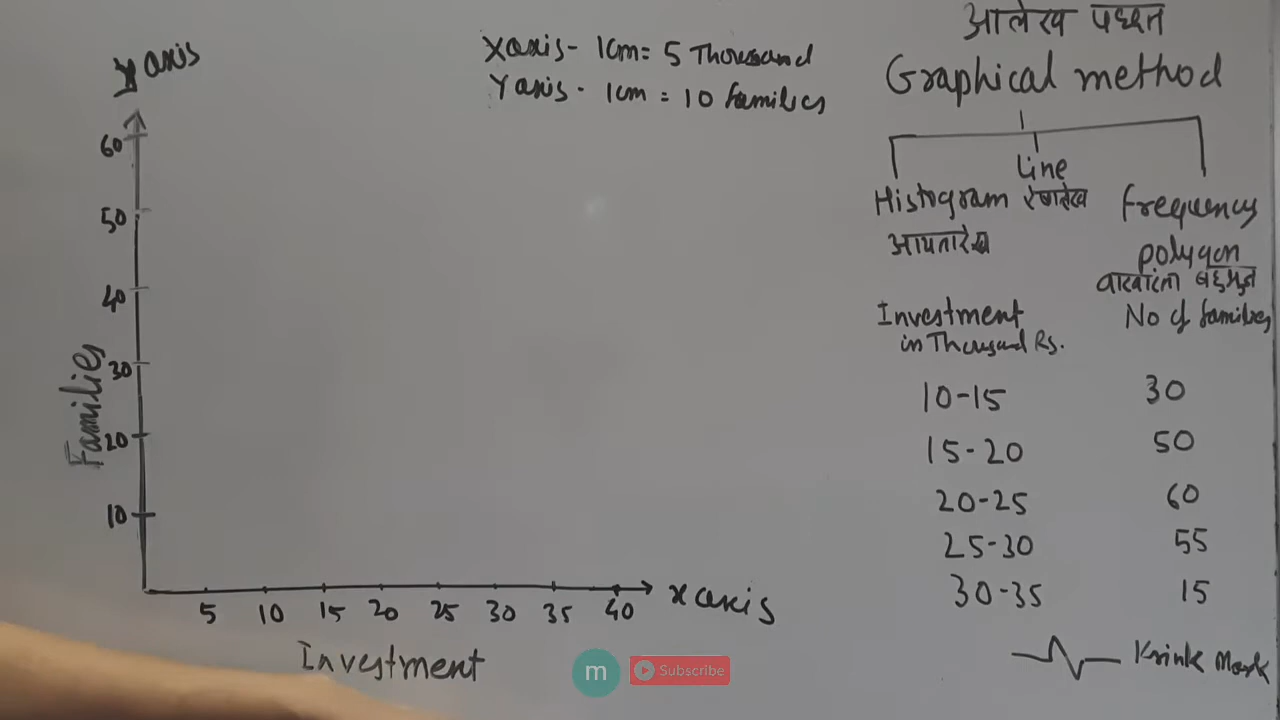 Y axis
X axis - 1cm = 5 Thousand
Y axis - 1cm = 10 families
60
50
40
30
20
10
Families
5 10 15 20 25 30 35 40
x axis
Investment
आलेख पध्दत
Graphical method
Histogram
आयतालेख
Line
रेषालेख
frequency
polygon
बहुभुज
Investment
in Thousand Rs.
No of families
10-15 30
15-20 50
20-25 60
25-30 55
30-35 15
Krink Mark
m
Subscribe